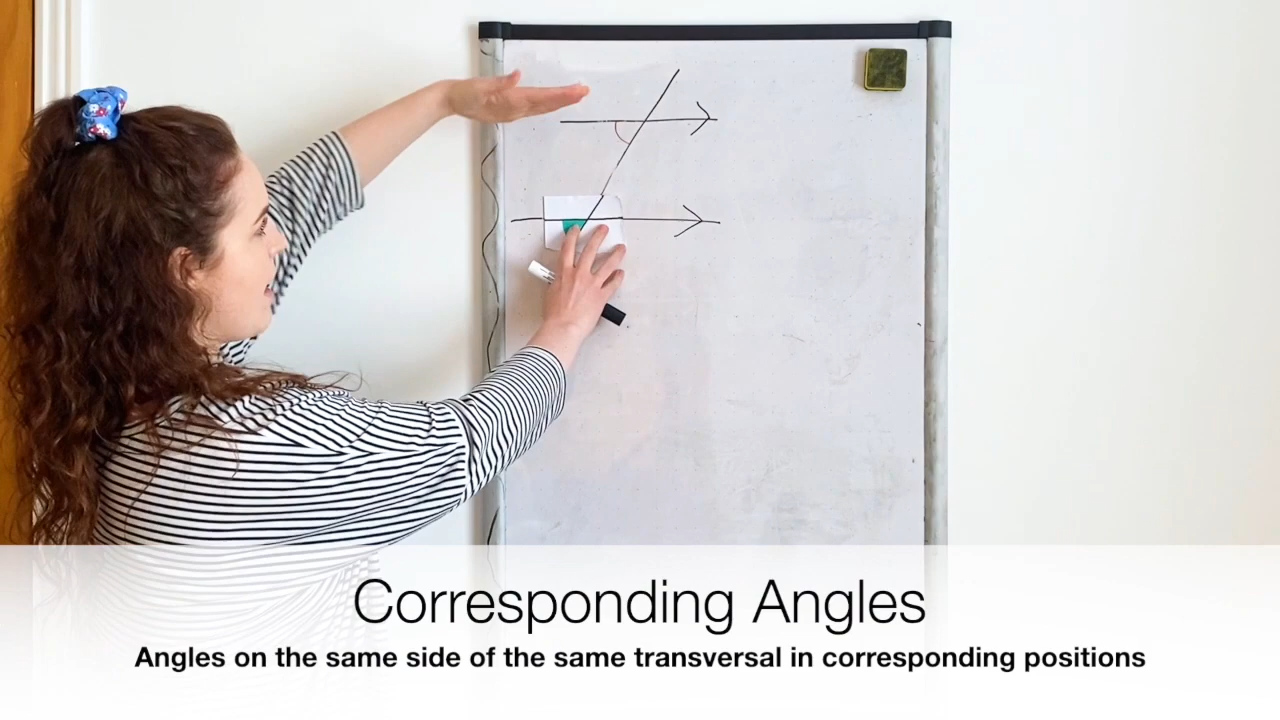 Corresponding Angles
Angles on the same side of the same transversal in corresponding positions